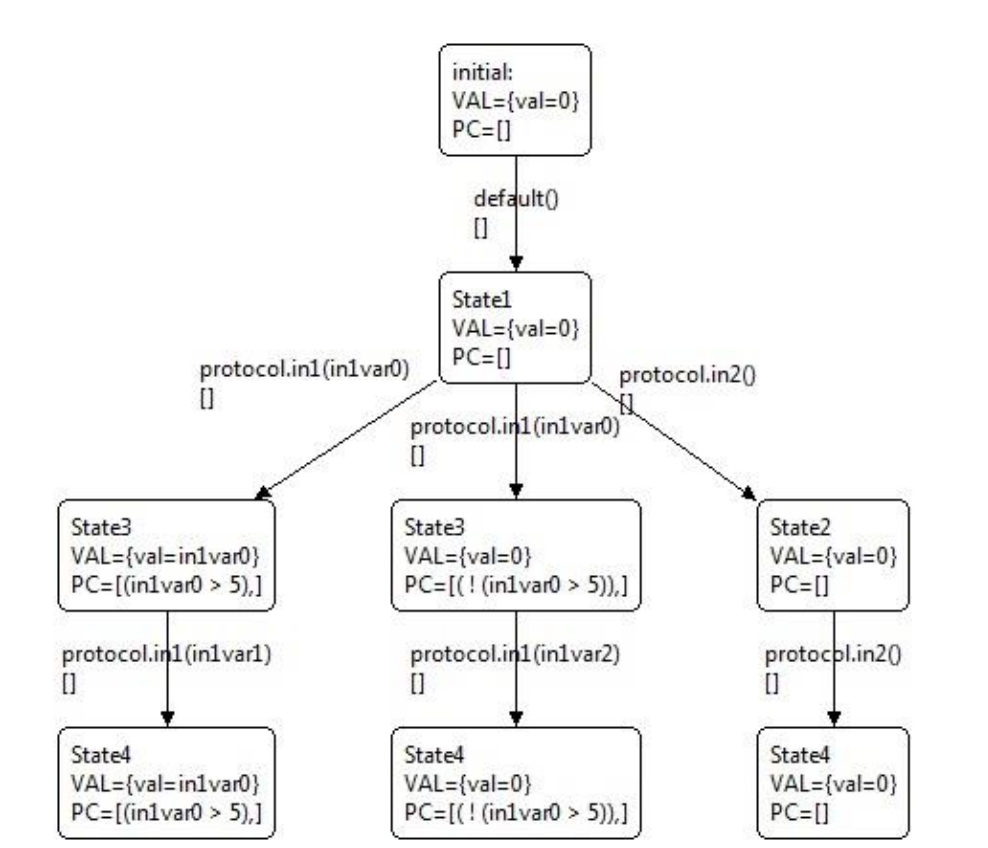 initial:
VAL={val=0}
PC=[]
default()
[]
State1
VAL={val=0}
PC=[]
protocol.in1(in1var0)
[]
protocol.in1(in1var0)
[]
protocol.in2()
[]
State3
VAL={val=in1var0}
PC=[(in1var0 > 5),]
State3
VAL={val=0}
PC=[( ! (in1var0 > 5)),]
State2
VAL={val=0}
PC=[]
protocol.in1(in1var1)
[]
protocol.in1(in1var2)
[]
protocol.in2()
[]
State4
VAL={val=in1var0}
PC=[(in1var0 > 5),]
State4
VAL={val=0}
PC=[( ! (in1var0 > 5)),]
State4
VAL={val=0}
PC=[]